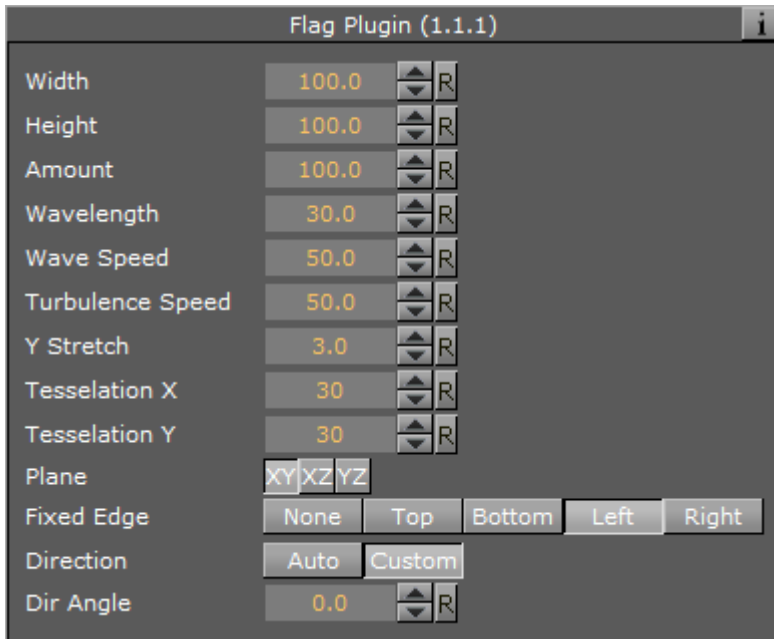 Flag Plugin (1.1.1) i
Width 100.0 R
Height 100.0 R
Amount 100.0 R
Wavelength 30.0 R
Wave Speed 50.0 R
Turbulence Speed 50.0 R
Y Stretch 3.0 R
Tesselation X 30 R
Tesselation Y 30 R
Plane XY XZ YZ
Fixed Edge None Top Bottom Left Right
Direction Auto Custom
Dir Angle 0.0 R